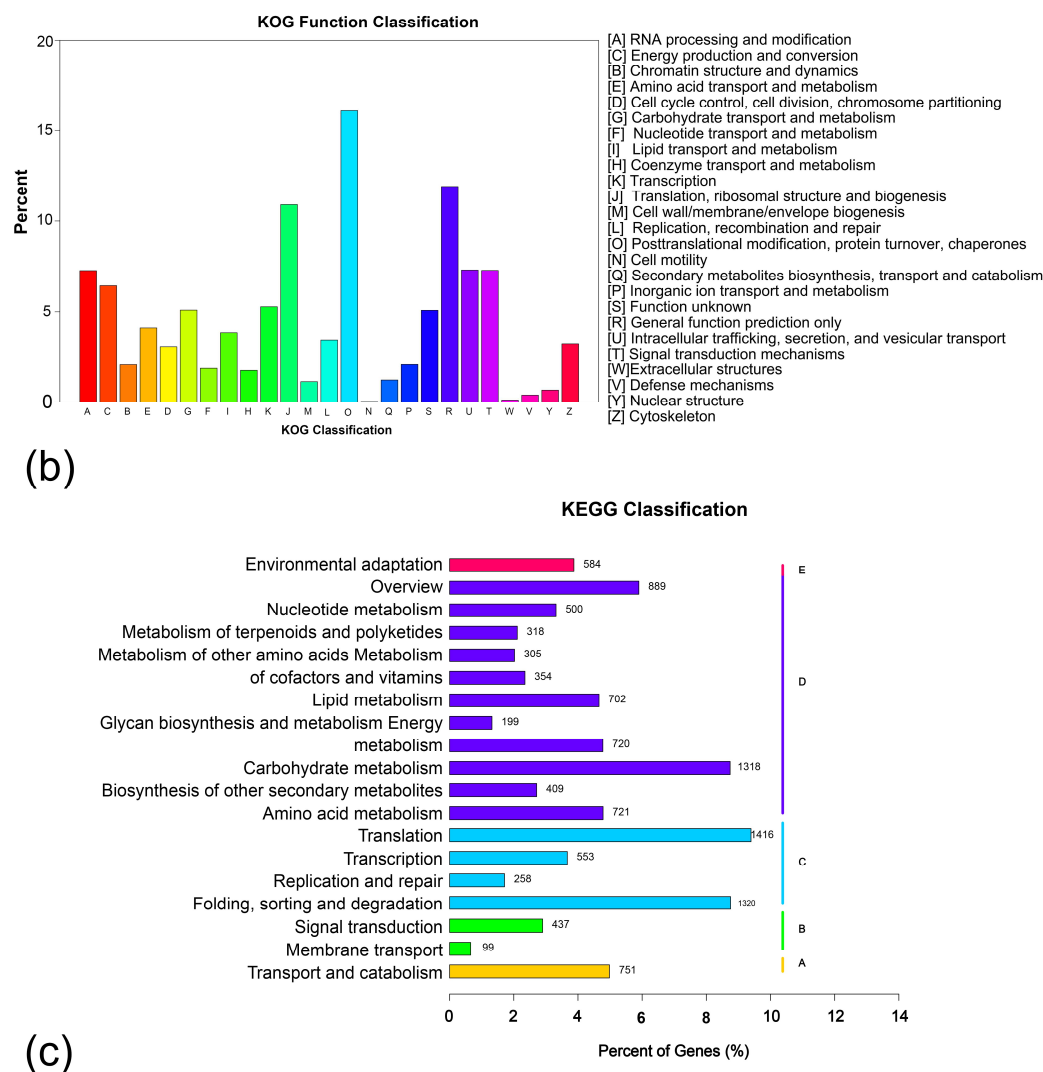 KOG Function Classification
20
15
10
5
0
Percent
A C B E D G F I H K J M L O N Q P S R U T W V Y Z
KOG Classification
[A] RNA processing and modification
[C] Energy production and conversion
[B] Chromatin structure and dynamics
[E] Amino acid transport and metabolism
[D] Cell cycle control, cell division, chromosome partitioning
[G] Carbohydrate transport and metabolism
[F] Nucleotide transport and metabolism
[I] Lipid transport and metabolism
[H] Coenzyme transport and metabolism
[K] Transcription
[J] Translation, ribosomal structure and biogenesis
[M] Cell wall/membrane/envelope biogenesis
[L] Replication, recombination and repair
[O] Posttranslational modification, protein turnover, chaperones
[N] Cell motility
[Q] Secondary metabolites biosynthesis, transport and catabolism
[P] Inorganic ion transport and metabolism
[S] Function unknown
[R] General function prediction only
[U] Intracellular trafficking, secretion, and vesicular transport
[T] Signal transduction mechanisms
[W]Extracellular structures
[V] Defense mechanisms
[Y] Nuclear structure
[Z] Cytoskeleton
(b)
KEGG Classification
Environmental adaptation 584 E
Overview 889
Nucleotide metabolism 500
Metabolism of terpenoids and polyketides 318
Metabolism of other amino acids Metabolism 305
of cofactors and vitamins 354 D
Lipid metabolism 702
Glycan biosynthesis and metabolism Energy 199
metabolism 720
Carbohydrate metabolism 1318
Biosynthesis of other secondary metabolites 409
Amino acid metabolism 721
Translation 1416
Transcription 553 C
Replication and repair 258
Folding, sorting and degradation 1320
Signal transduction 437 B
Membrane transport 99
Transport and catabolism 751 A
0 2 4 6 8 10 12 14
Percent of Genes (%)
(c)